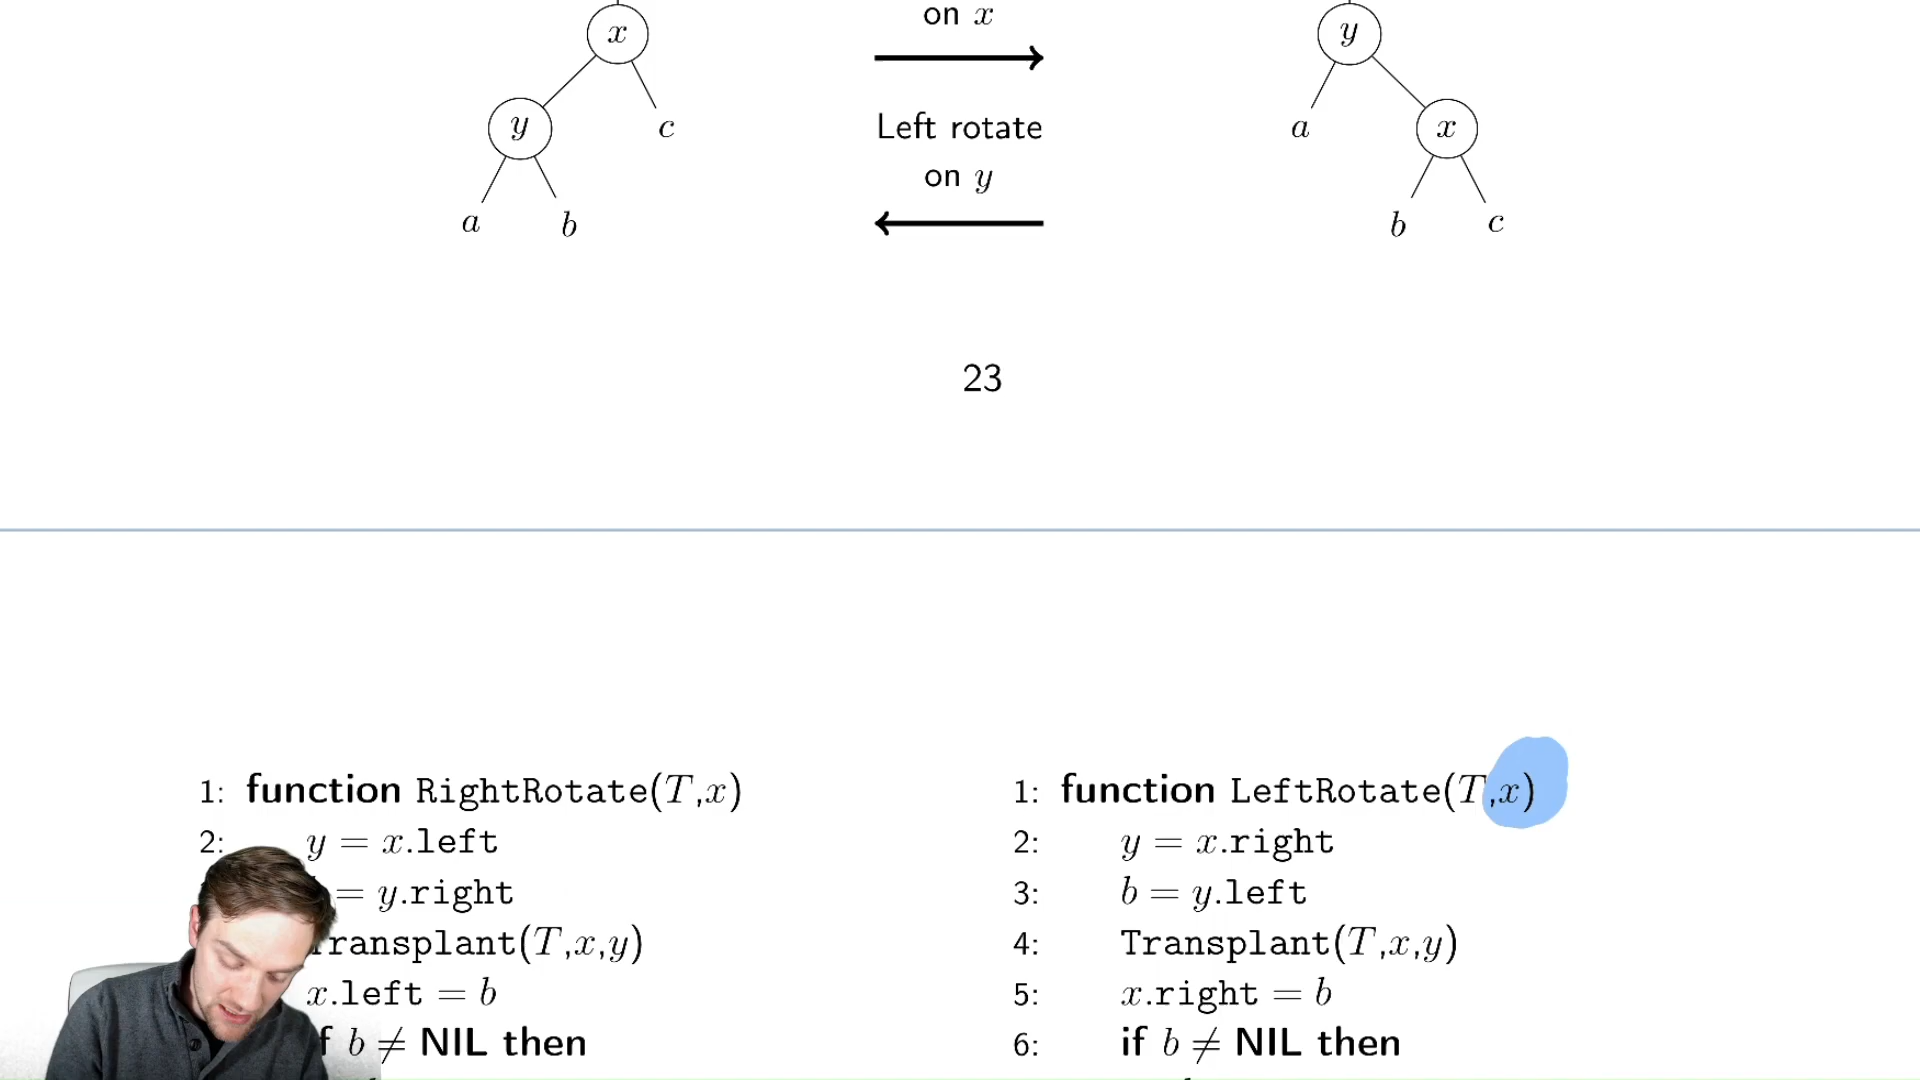 on x
x
y
y
c
Left rotate
a
x
on y
a
b
b
c
23
1: function RightRotate(T,x)
2: y = x.left
= y.right
ransplant(T,x,y)
x.left = b
f b ≠ NIL then
1: function LeftRotate(T,x)
2: y = x.right
3: b = y.left
4: Transplant(T,x,y)
5: x.right = b
6: if b ≠ NIL then